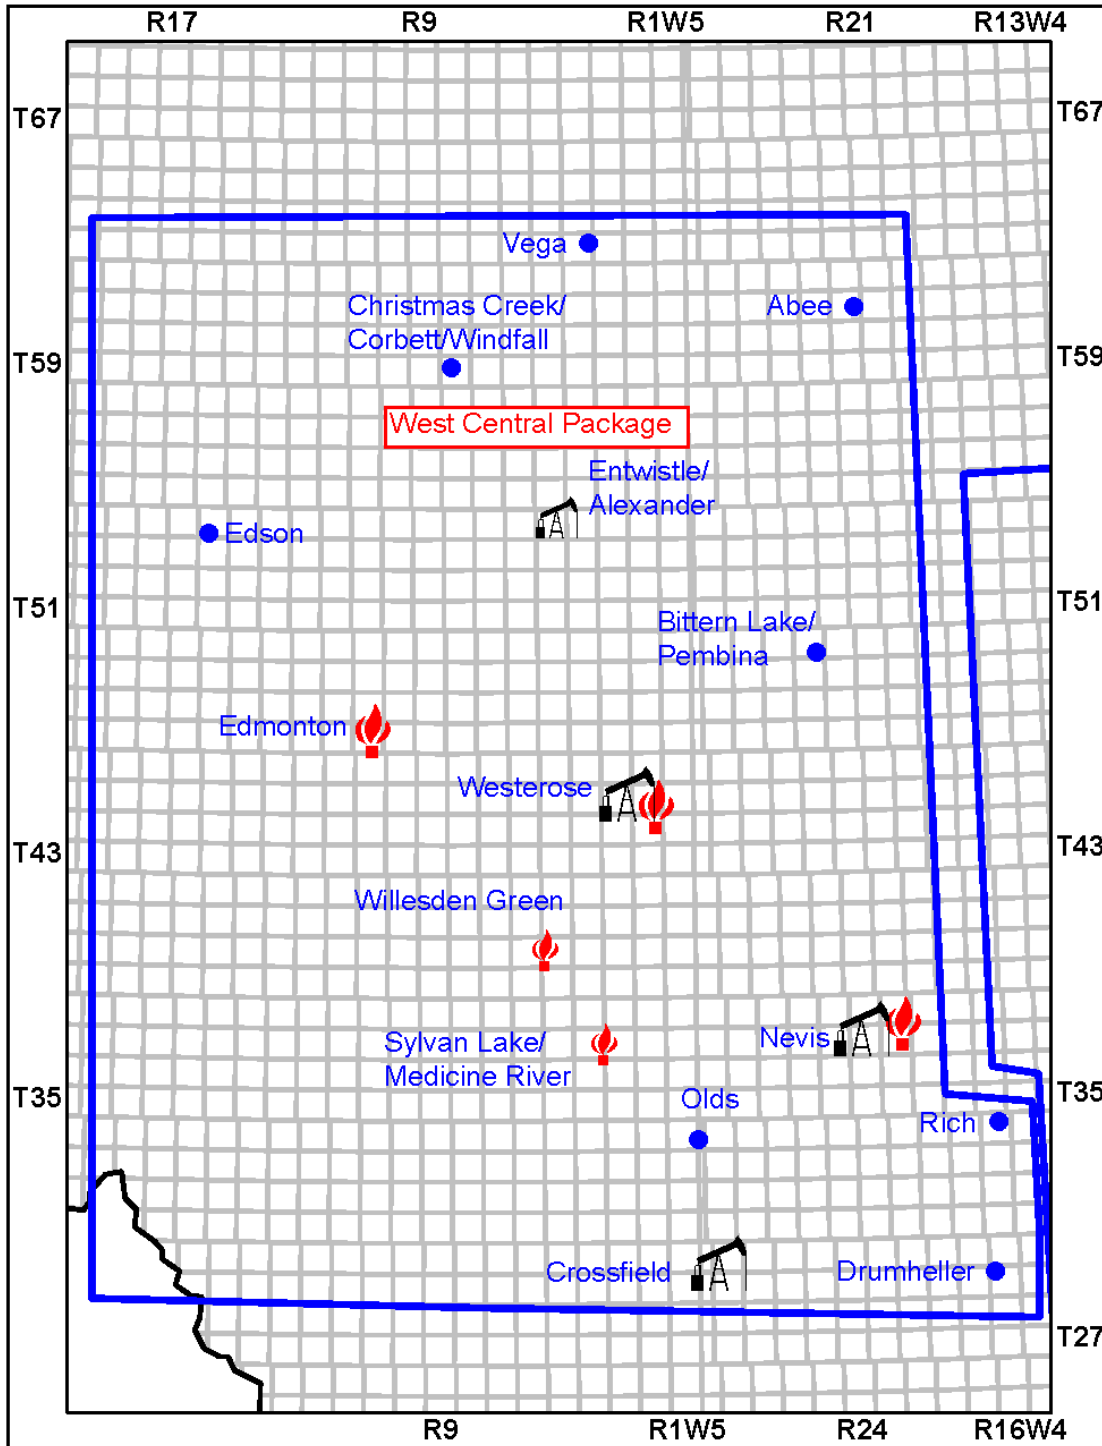 R17 R9 R1W5 R21 R13W4
T67 T67
Vega
Christmas Creek/
Corbett/Windfall
Abee
T59 T59
West Central Package
Entwistle/
Alexander
Edson
T51 T51
Bittern Lake/
Pembina
Edmonton
Westerose
T43 T43
Willesden Green
Nevis
Sylvan Lake/
Medicine River
T35 T35
Olds
Rich
Crossfield
Drumheller
T27
R9 R1W5 R24 R16W4